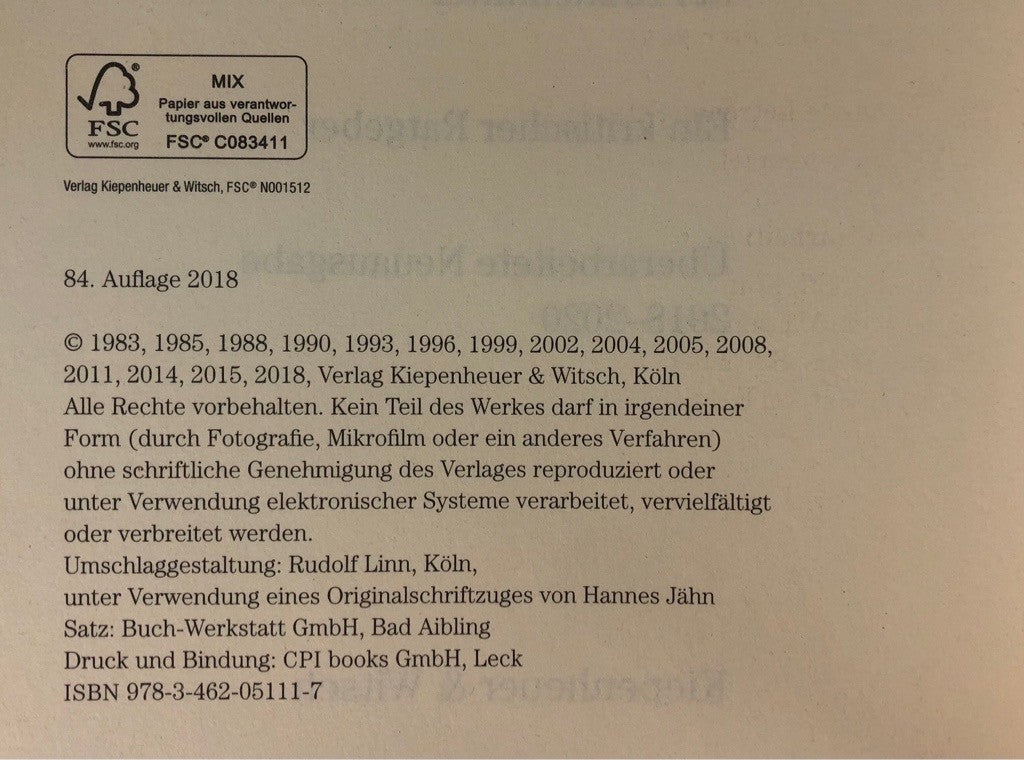 MIX
Papier aus verantwor-
tungsvollen Quellen
FSC® C083411
FSC
www.fsc.org
Verlag Kiepenheuer & Witsch, FSC® N001512
84. Auflage 2018
© 1983, 1985, 1988, 1990, 1993, 1996, 1999, 2002, 2004, 2005, 2008,
2011, 2014, 2015, 2018, Verlag Kiepenheuer & Witsch, Köln
Alle Rechte vorbehalten. Kein Teil des Werkes darf in irgendeiner
Form (durch Fotografie, Mikrofilm oder ein anderes Verfahren)
ohne schriftliche Genehmigung des Verlages reproduziert oder
unter Verwendung elektronischer Systeme verarbeitet, vervielfältigt
oder verbreitet werden.
Umschlaggestaltung: Rudolf Linn, Köln,
unter Verwendung eines Originalschriftzuges von Hannes Jähn
Satz: Buch-Werkstatt GmbH, Bad Aibling
Druck und Bindung: CPI books GmbH, Leck
ISBN 978-3-462-05111-7